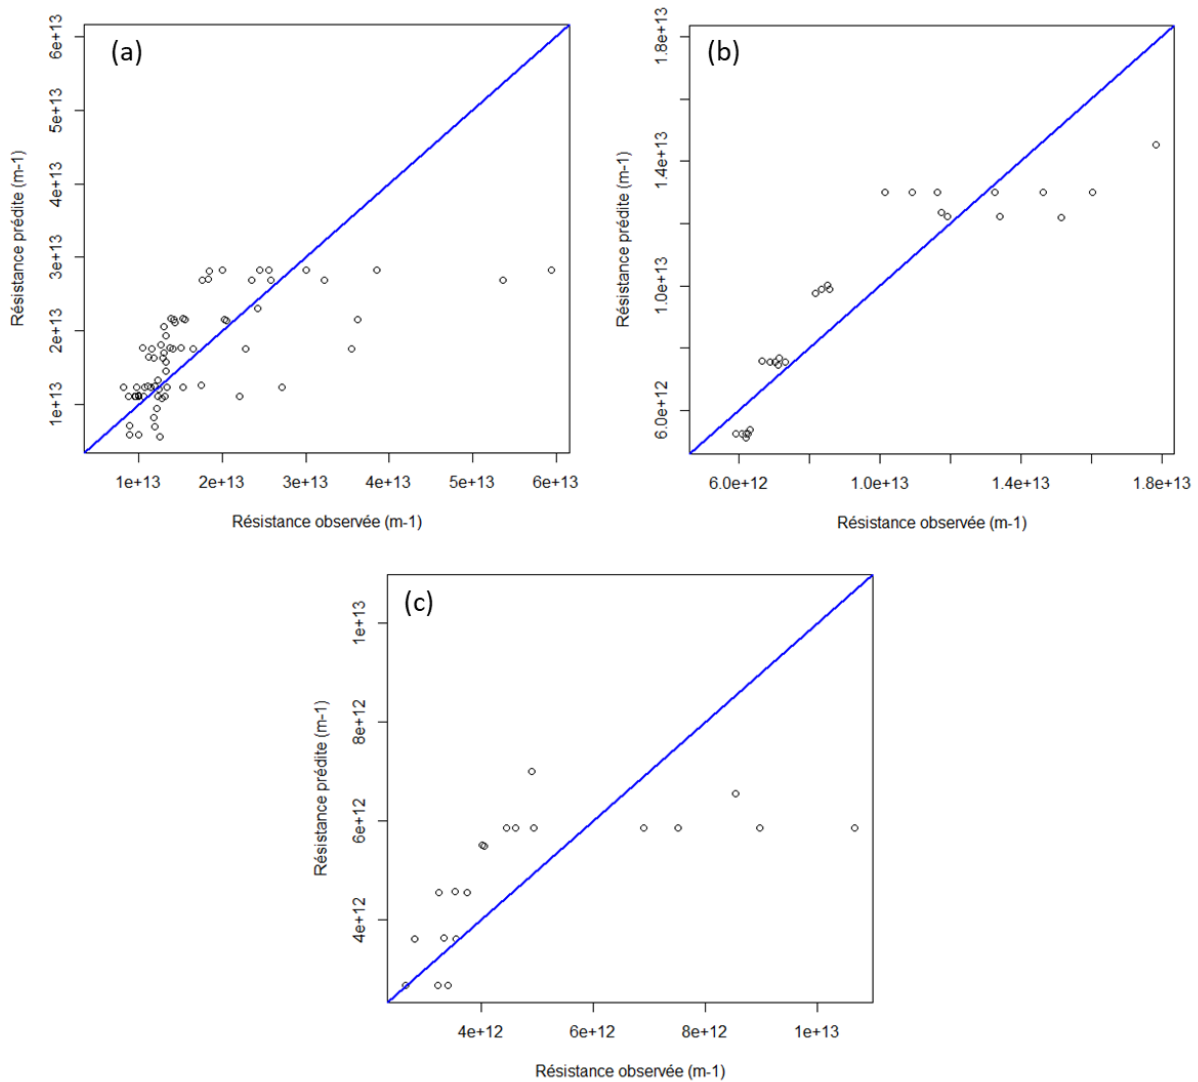 (a)
6e+13
5e+13
4e+13
3e+13
2e+13
1e+13
Résistance prédite (m-1)
1e+13 2e+13 3e+13 4e+13 5e+13 6e+13
Résistance observée (m-1)
(b)
1.8e+13
1.4e+13
1.0e+13
6.0e+12
Résistance prédite (m-1)
6.0e+12 1.0e+13 1.4e+13 1.8e+13
Résistance observée (m-1)
(c)
1e+13
8e+12
6e+12
4e+12
Résistance prédite (m-1)
4e+12 6e+12 8e+12 1e+13
Résistance observée (m-1)